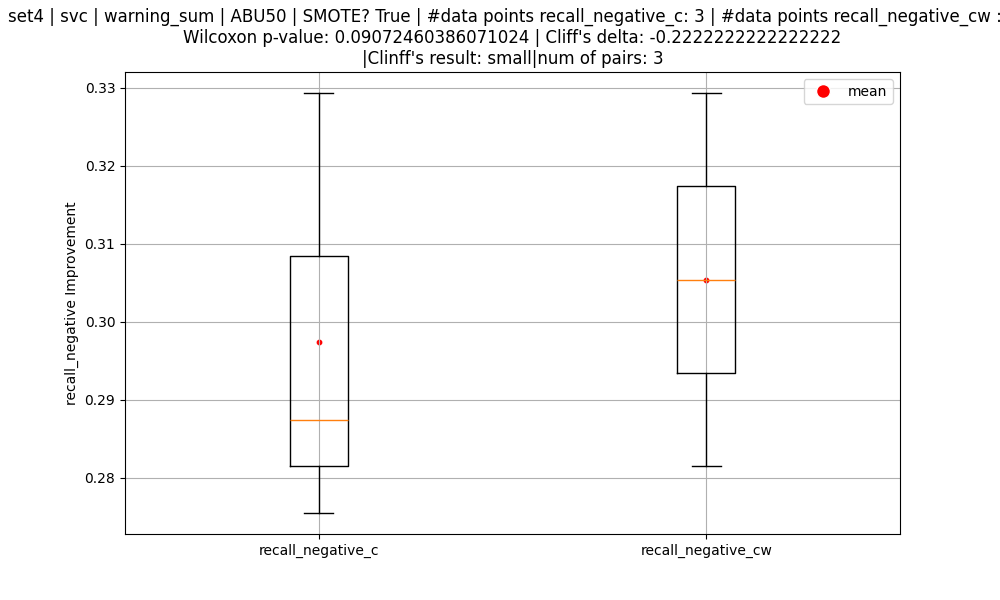 set4 | svc | warning_sum | ABU50 | SMOTE? True | #data points recall_negative_c: 3 | #data points recall_negative_cw :
Wilcoxon p-value: 0.09072460386071024 | Cliff's delta: -0.2222222222222222
|Clinff's result: small|num of pairs: 3
mean
0.33
0.32
0.31
0.30
0.29
0.28
recall_negative Improvement
recall_negative_c
recall_negative_cw